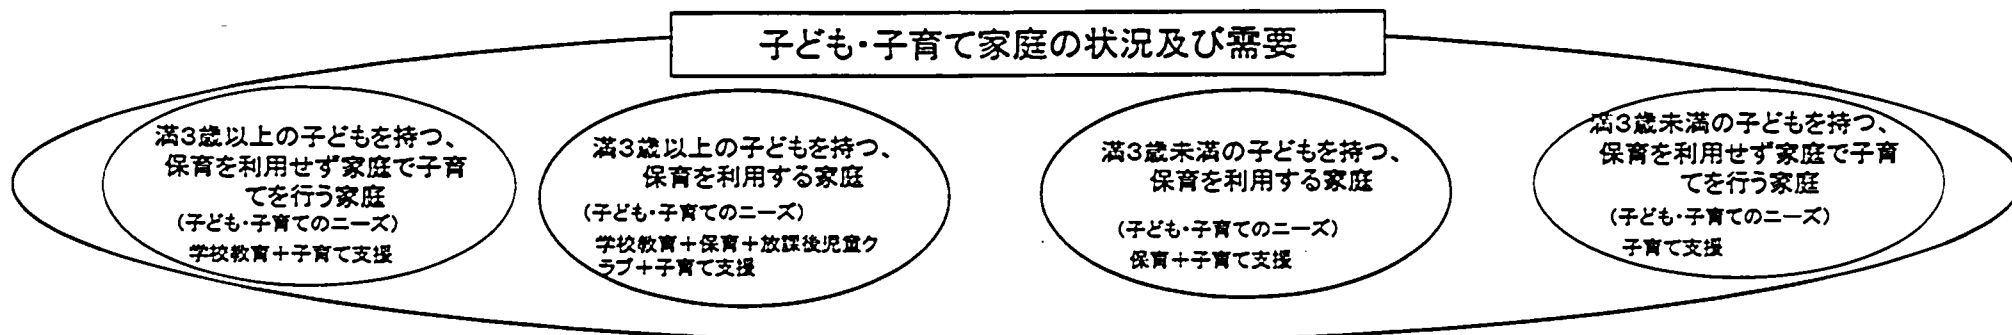 子ども・子育て家庭の状況及び需要
満3歳以上の子どもを持つ、
保育を利用せず家庭で子育
てを行う家庭
(子ども・子育てのニーズ)
学校教育+子育て支援
満3歳以上の子どもを持つ、
保育を利用する家庭
(子ども・子育てのニーズ)
学校教育+保育+放課後児童ク
ラブ+子育て支援
満3歳未満の子どもを持つ、
保育を利用する家庭
(子ども・子育てのニーズ)
保育+子育て支援
満3歳未満の子どもを持つ、
保育を利用せず家庭で子育
てを行う家庭
(子ども・子育てのニーズ)
子育て支援